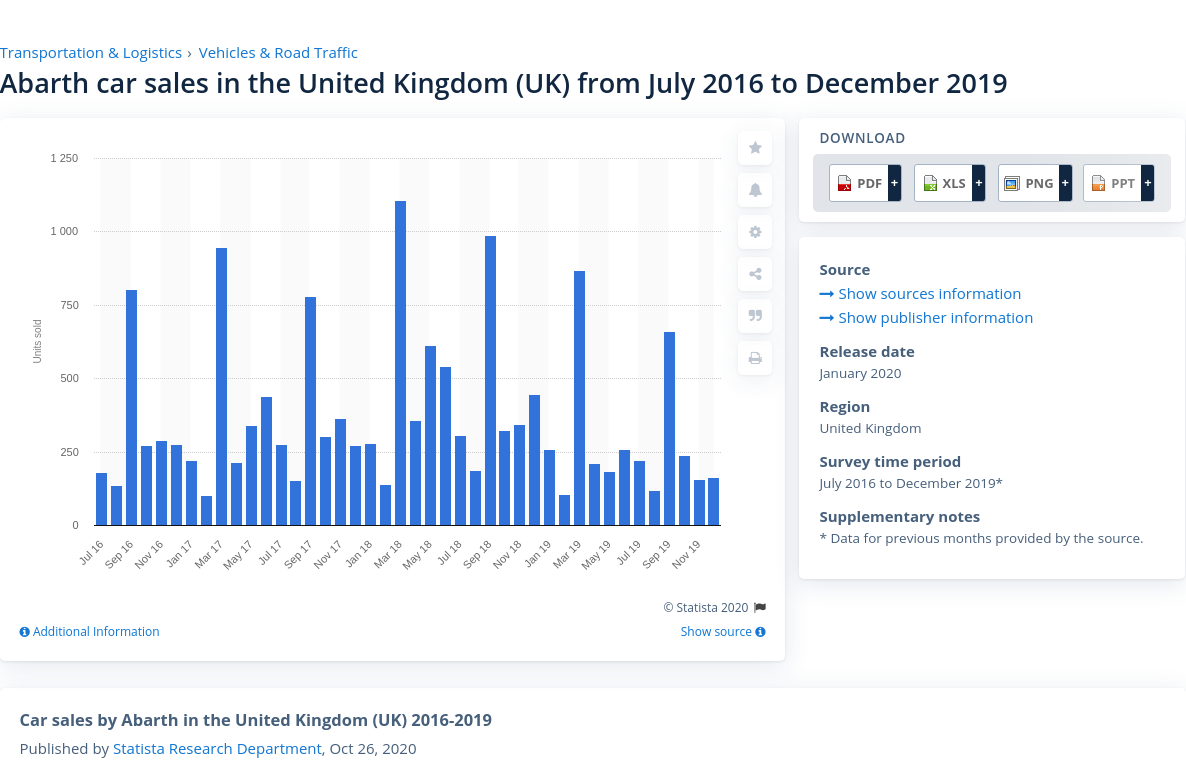 Transportation & Logistics › Vehicles & Road Traffic
Abarth car sales in the United Kingdom (UK) from July 2016 to December 2019
1 250
1 000
750
500
250
0
Units sold
Jul 16
Sep 16
Nov 16
Jan 17
Mar 17
May 17
Jul 17
Sep 17
Nov 17
Jan 18
Mar 18
May 18
Jul 18
Sep 18
Nov 18
Jan 19
Mar 19
May 19
Jul 19
Sep 19
Nov 19
© Statista 2020
Additional Information
Show source
DOWNLOAD
PDF + XLS + PNG + PPT +
Source
Show sources information
Show publisher information
Release date
January 2020
Region
United Kingdom
Survey time period
July 2016 to December 2019*
Supplementary notes
* Data for previous months provided by the source.
Car sales by Abarth in the United Kingdom (UK) 2016-2019
Published by Statista Research Department, Oct 26, 2020